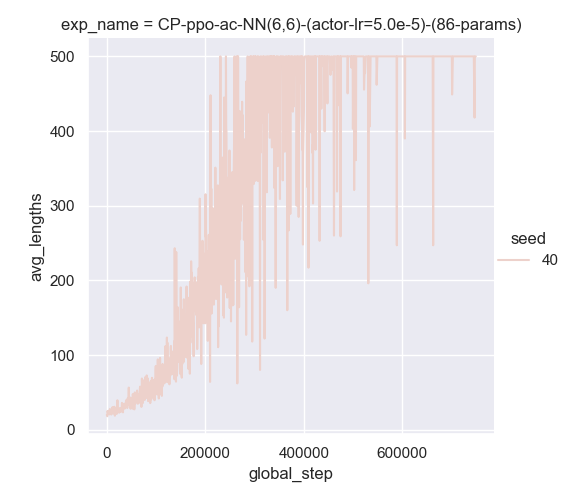 exp_name = CP-ppo-ac-NN(6,6)-(actor-lr=5.0e-5)-(86-params)
500
400
300
200
100
0
avg_lengths
0
200000
400000
600000
global_step
seed
40